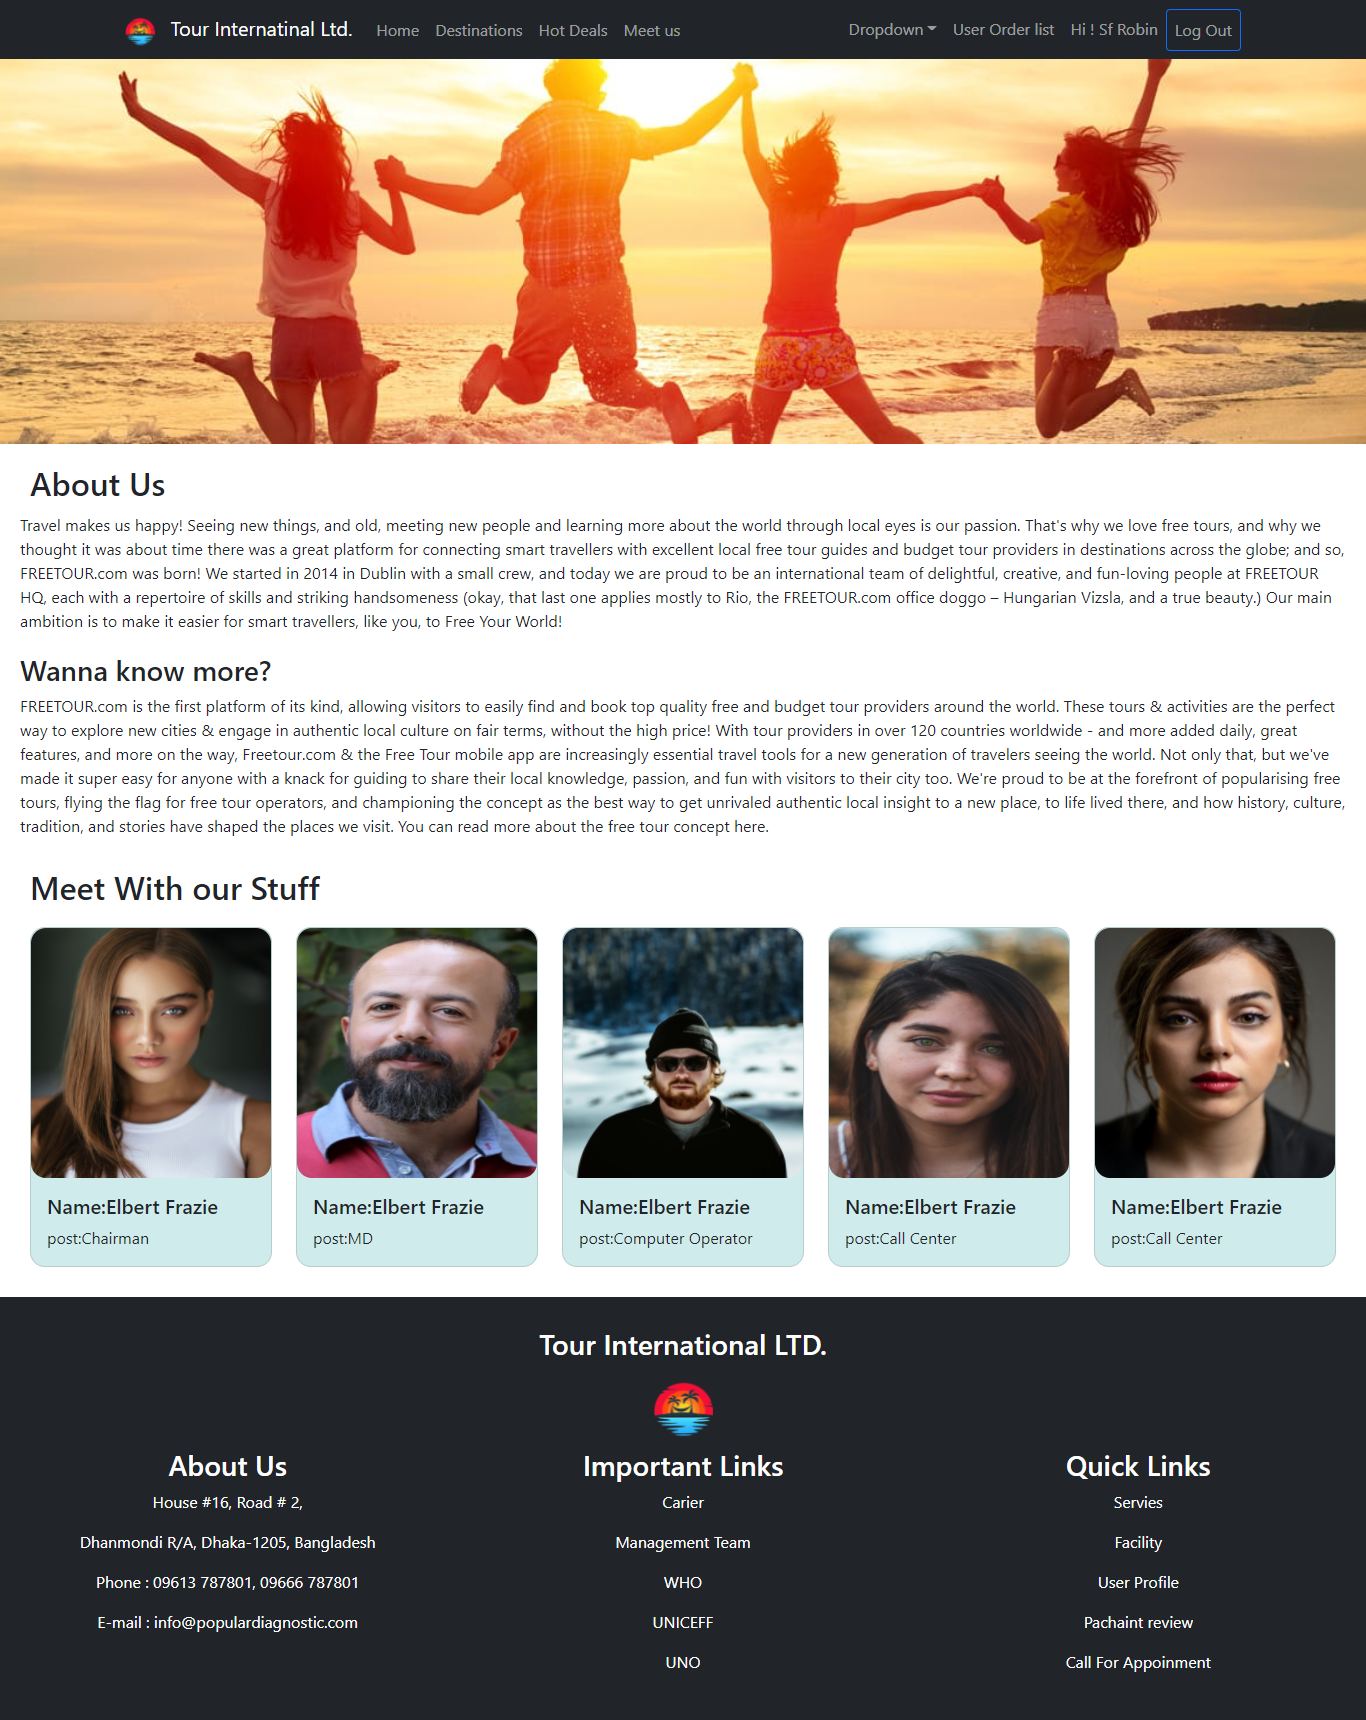 Tour Internatinal Ltd.
Home
Destinations
Hot Deals
Meet us
Dropdown
User Order list
Hi ! Sf Robin
Log Out
About Us
Travel makes us happy! Seeing new things, and old, meeting new people and learning more about the world through local eyes is our passion. That's why we love free tours, and why we
thought it was about time there was a great platform for connecting smart travellers with excellent local free tour guides and budget tour providers in destinations across the globe; and so,
FREETOUR.com was born! We started in 2014 in Dublin with a small crew, and today we are proud to be an international team of delightful, creative, and fun-loving people at FREETOUR
HQ, each with a repertoire of skills and striking handsomeness (okay, that last one applies mostly to Rio, the FREETOUR.com office doggo – Hungarian Vizsla, and a true beauty.) Our main
ambition is to make it easier for smart travellers, like you, to Free Your World!
Wanna know more?
FREETOUR.com is the first platform of its kind, allowing visitors to easily find and book top quality free and budget tour providers around the world. These tours & activities are the perfect
way to explore new cities & engage in authentic local culture on fair terms, without the high price! With tour providers in over 120 countries worldwide - and more added daily, great
features, and more on the way, Freetour.com & the Free Tour mobile app are increasingly essential travel tools for a new generation of travelers seeing the world. Not only that, but we've
made it super easy for anyone with a knack for guiding to share their local knowledge, passion, and fun with visitors to their city too. We're proud to be at the forefront of popularising free
tours, flying the flag for free tour operators, and championing the concept as the best way to get unrivaled authentic local insight to a new place, to life lived there, and how history, culture,
tradition, and stories have shaped the places we visit. You can read more about the free tour concept here.
Meet With our Stuff
Name:Elbert Frazie
post:Chairman
Name:Elbert Frazie
post:MD
Name:Elbert Frazie
post:Computer Operator
Name:Elbert Frazie
post:Call Center
Name:Elbert Frazie
post:Call Center
Tour International LTD.
About Us
House #16, Road # 2,
Dhanmondi R/A, Dhaka-1205, Bangladesh
Phone : 09613 787801, 09666 787801
E-mail : info@populardiagnostic.com
Important Links
Carier
Management Team
WHO
UNICEFF
UNO
Quick Links
Servies
Facility
User Profile
Pachaint review
Call For Appoinment